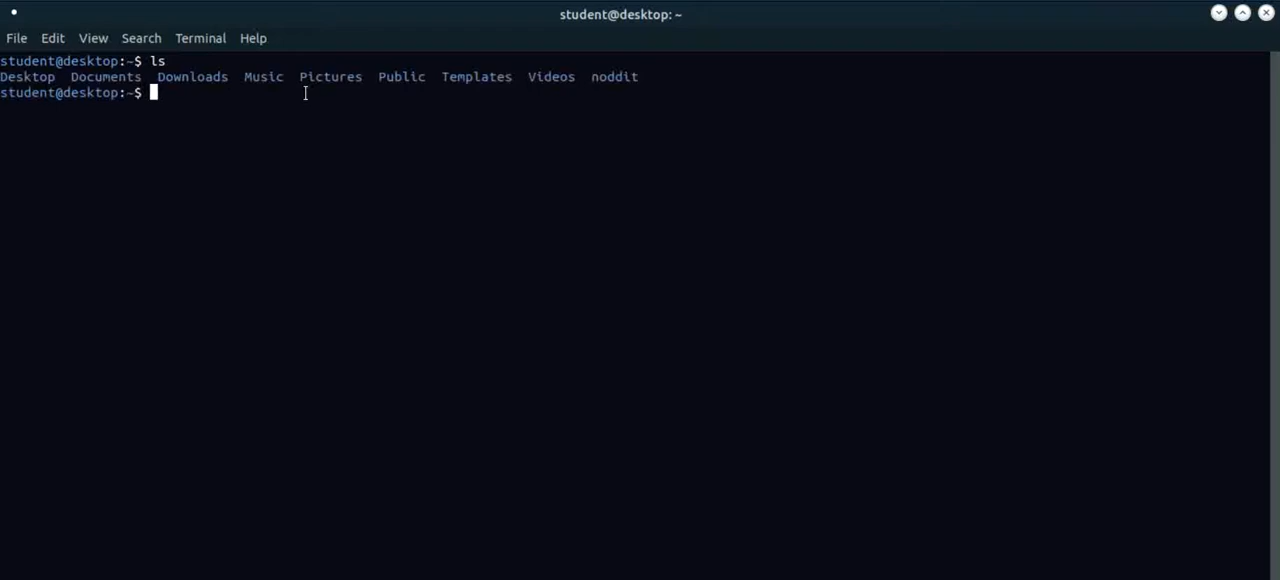 student@desktop: ~
File Edit View Search Terminal Help
student@desktop:~$ ls
Desktop Documents Downloads Music Pictures Public Templates Videos noddit
student@desktop:~$